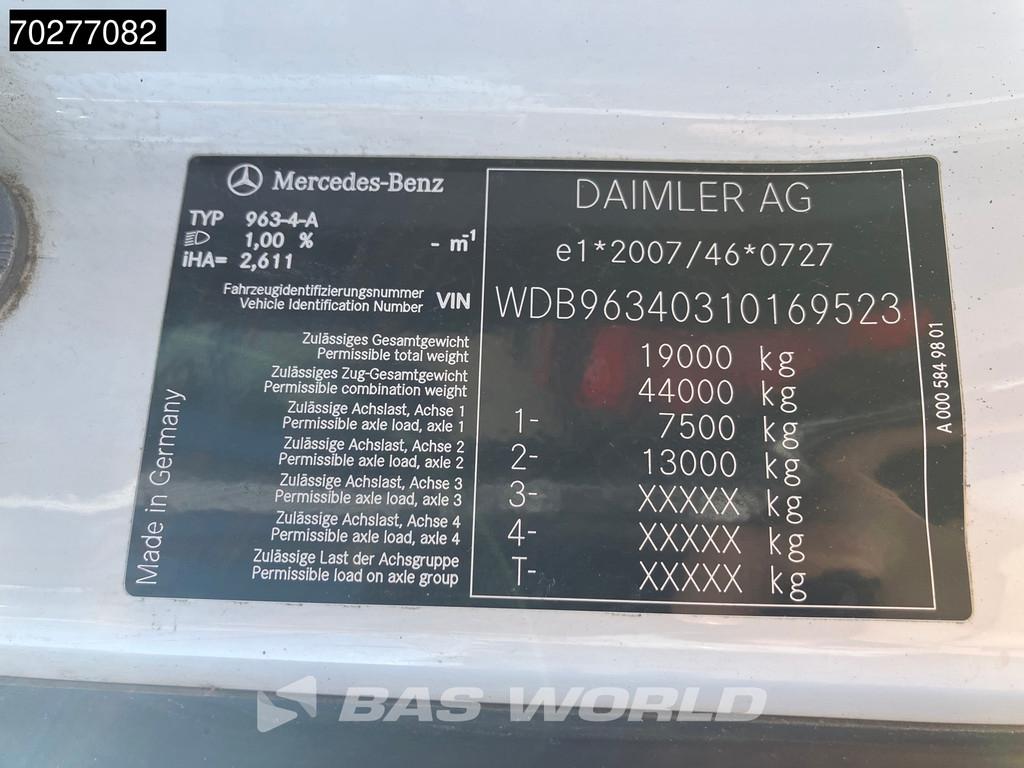 70277082
Mercedes-Benz
TYP 963-4-A
1,00 % - m-1
iHA= 2,611
DAIMLER AG
e1*2007/46*0727
Fahrzeugidentifizierungsnummer
Vehicle Identification Number VIN WDB96340310169523
Zulässiges Gesamtgewicht
Permissible total weight 19000 kg
Zulässiges Zug-Gesamtgewicht
Permissible combination weight 44000 kg
Zulässige Achslast, Achse 1
Permissible axle load, axle 1 1- 7500 kg
Zulässige Achslast, Achse 2
Permissible axle load, axle 2 2- 13000 kg
Zulässige Achslast, Achse 3
Permissible axle load, axle 3 3- XXXXX kg
Zulässige Achslast, Achse 4
Permissible axle load, axle 4 4- XXXXX kg
Zulässige Last der Achsgruppe
Permissible load on axle group T- XXXXX kg
Made in Germany
A 000 584 98 01
BAS WORLD